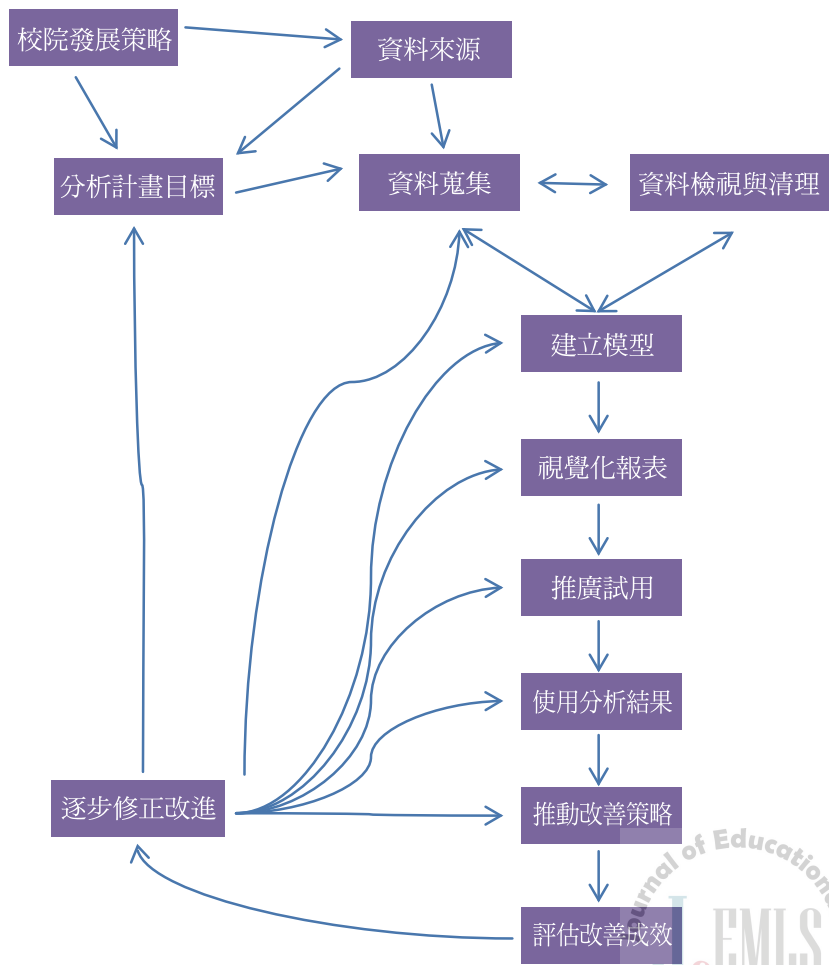 校院發展策略
資料來源
分析計畫目標
資料蒐集
資料檢視與清理
建立模型
視覺化報表
推廣試用
使用分析結果
逐步修正改進
推動改善策略
評估改善成效
Journal of Educational
JoEMLS